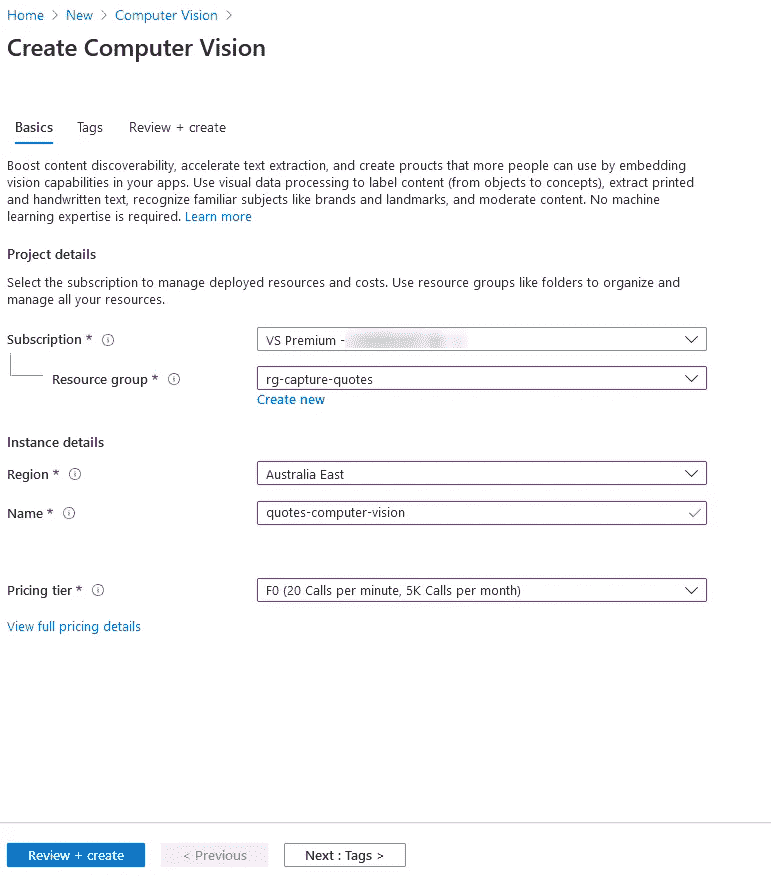 Home > New > Computer Vision >
Create Computer Vision
Basics Tags Review + create
Boost content discoverability, accelerate text extraction, and create proucts that more people can use by embedding
vision capabilities in your apps. Use visual data processing to label content (from objects to concepts), extract printed
and handwritten text, recognize familiar subjects like brands and landmarks, and moderate content. No machine
learning expertise is required. Learn more
Project details
Select the subscription to manage deployed resources and costs. Use resource groups like folders to organize and
manage all your resources.
Subscription * VS Premium -
Resource group * rg-capture-quotes
Create new
Instance details
Region * Australia East
Name * quotes-computer-vision
Pricing tier * F0 (20 Calls per minute, 5K Calls per month)
View full pricing details
Review + create < Previous Next : Tags >